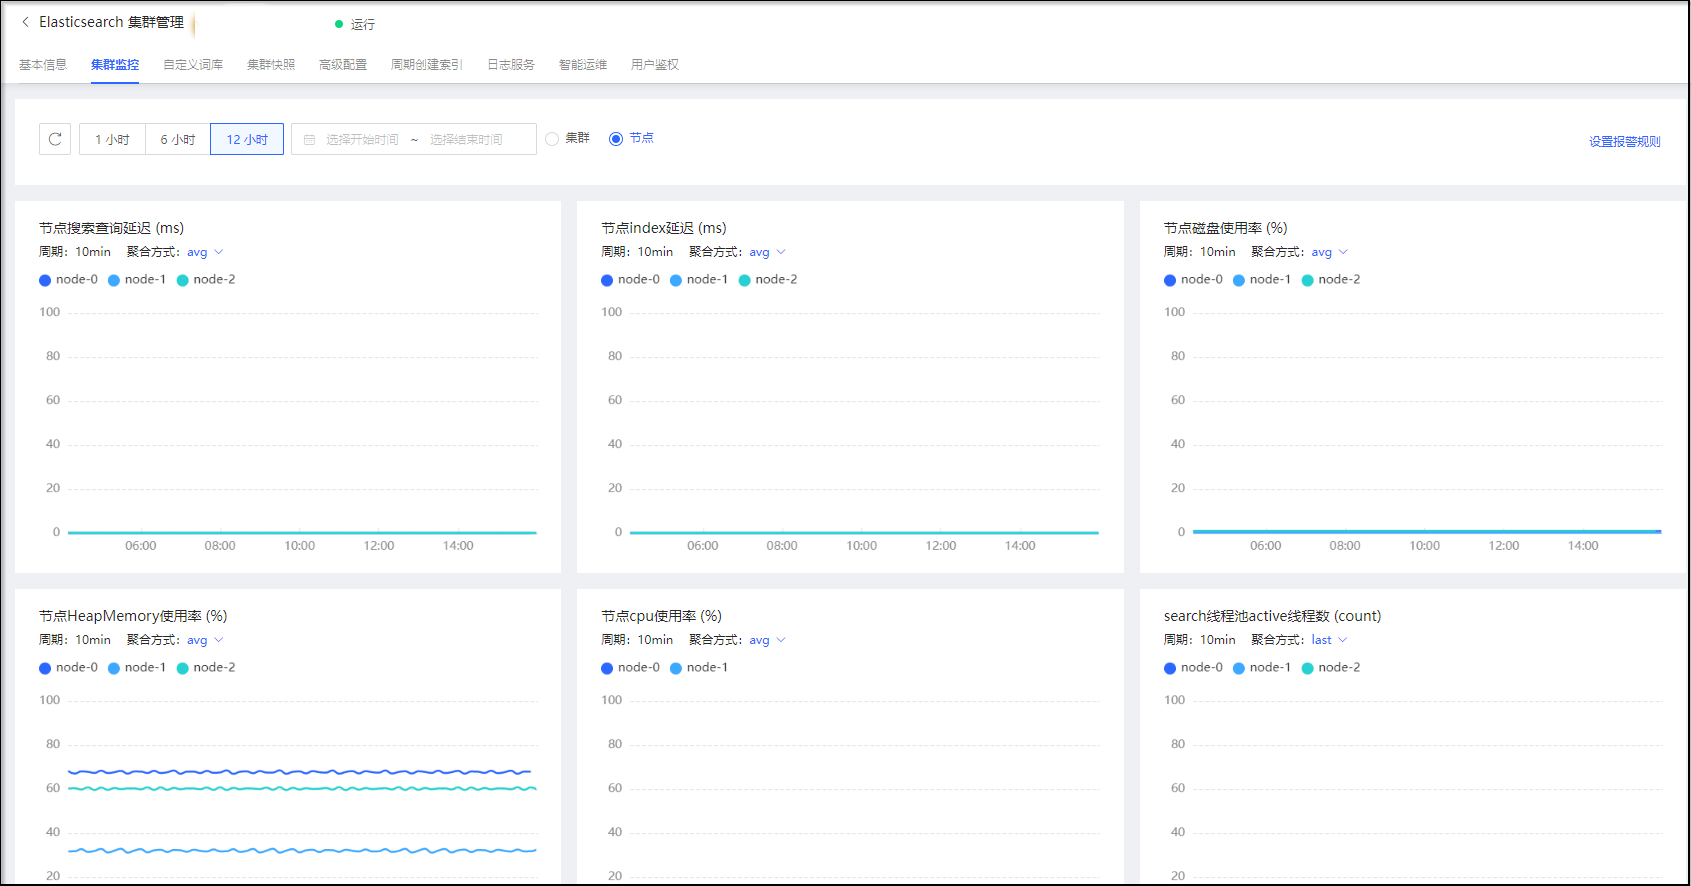 Elasticsearch 集群管理
运行
基本信息 集群监控 自定义词库 集群快照 高级配置 周期创建索引 日志服务 智能运维 用户鉴权
1 小时 6 小时 12 小时 选择开始时间 ~ 选择结束时间 集群 节点
设置报警规则
节点搜索查询延迟 (ms)
周期: 10min 聚合方式: avg
node-0 node-1 node-2
100
80
60
40
20
0
06:00 08:00 10:00 12:00 14:00
节点index延迟 (ms)
周期: 10min 聚合方式: avg
node-0 node-1 node-2
100
80
60
40
20
0
06:00 08:00 10:00 12:00 14:00
节点磁盘使用率 (%)
周期: 10min 聚合方式: avg
node-0 node-1 node-2
100
80
60
40
20
0
06:00 08:00 10:00 12:00 14:00
节点HeapMemory使用率 (%)
周期: 10min 聚合方式: avg
node-0 node-1 node-2
100
80
60
40
20
节点cpu使用率 (%)
周期: 10min 聚合方式: avg
node-0 node-1
100
80
60
40
20
search线程池active线程数 (count)
周期: 10min 聚合方式: last
node-0 node-1 node-2
100
80
60
40
20